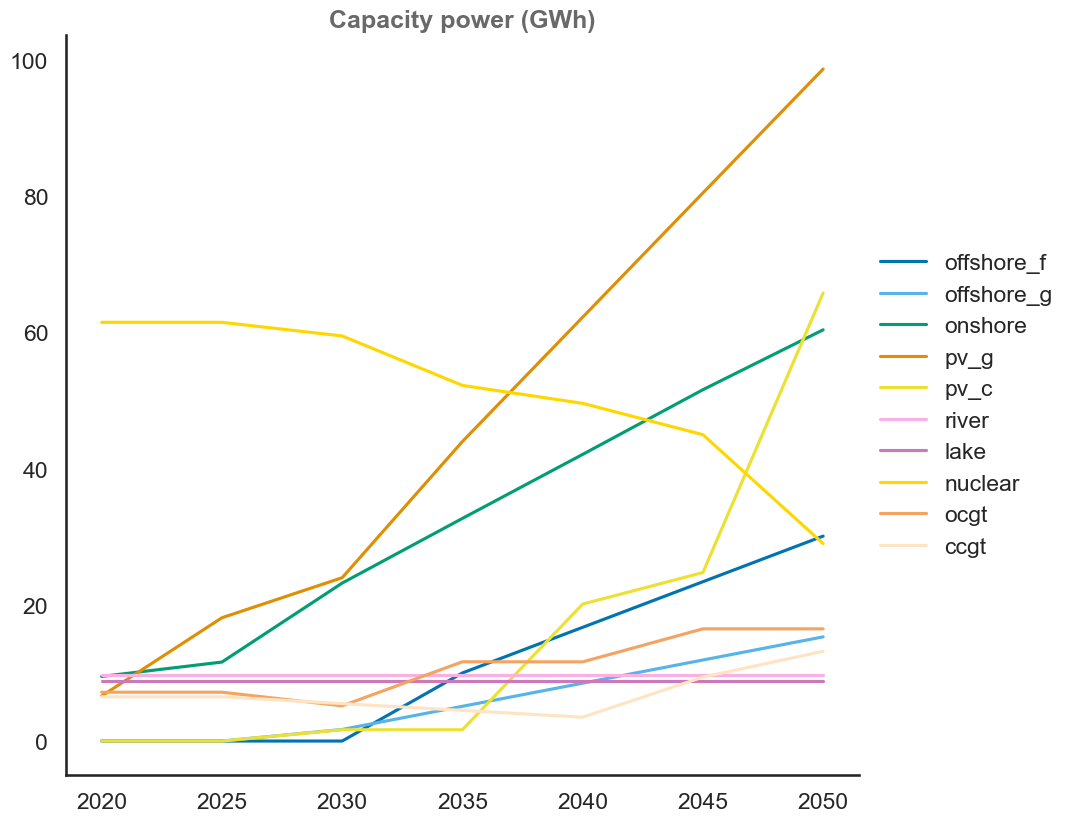 Capacity power (GWh)
100
80
60
40
20
0
2020 2025 2030 2035 2040 2045 2050
offshore_f
offshore_g
onshore
pv_g
pv_c
river
lake
nuclear
ocgt
ccgt